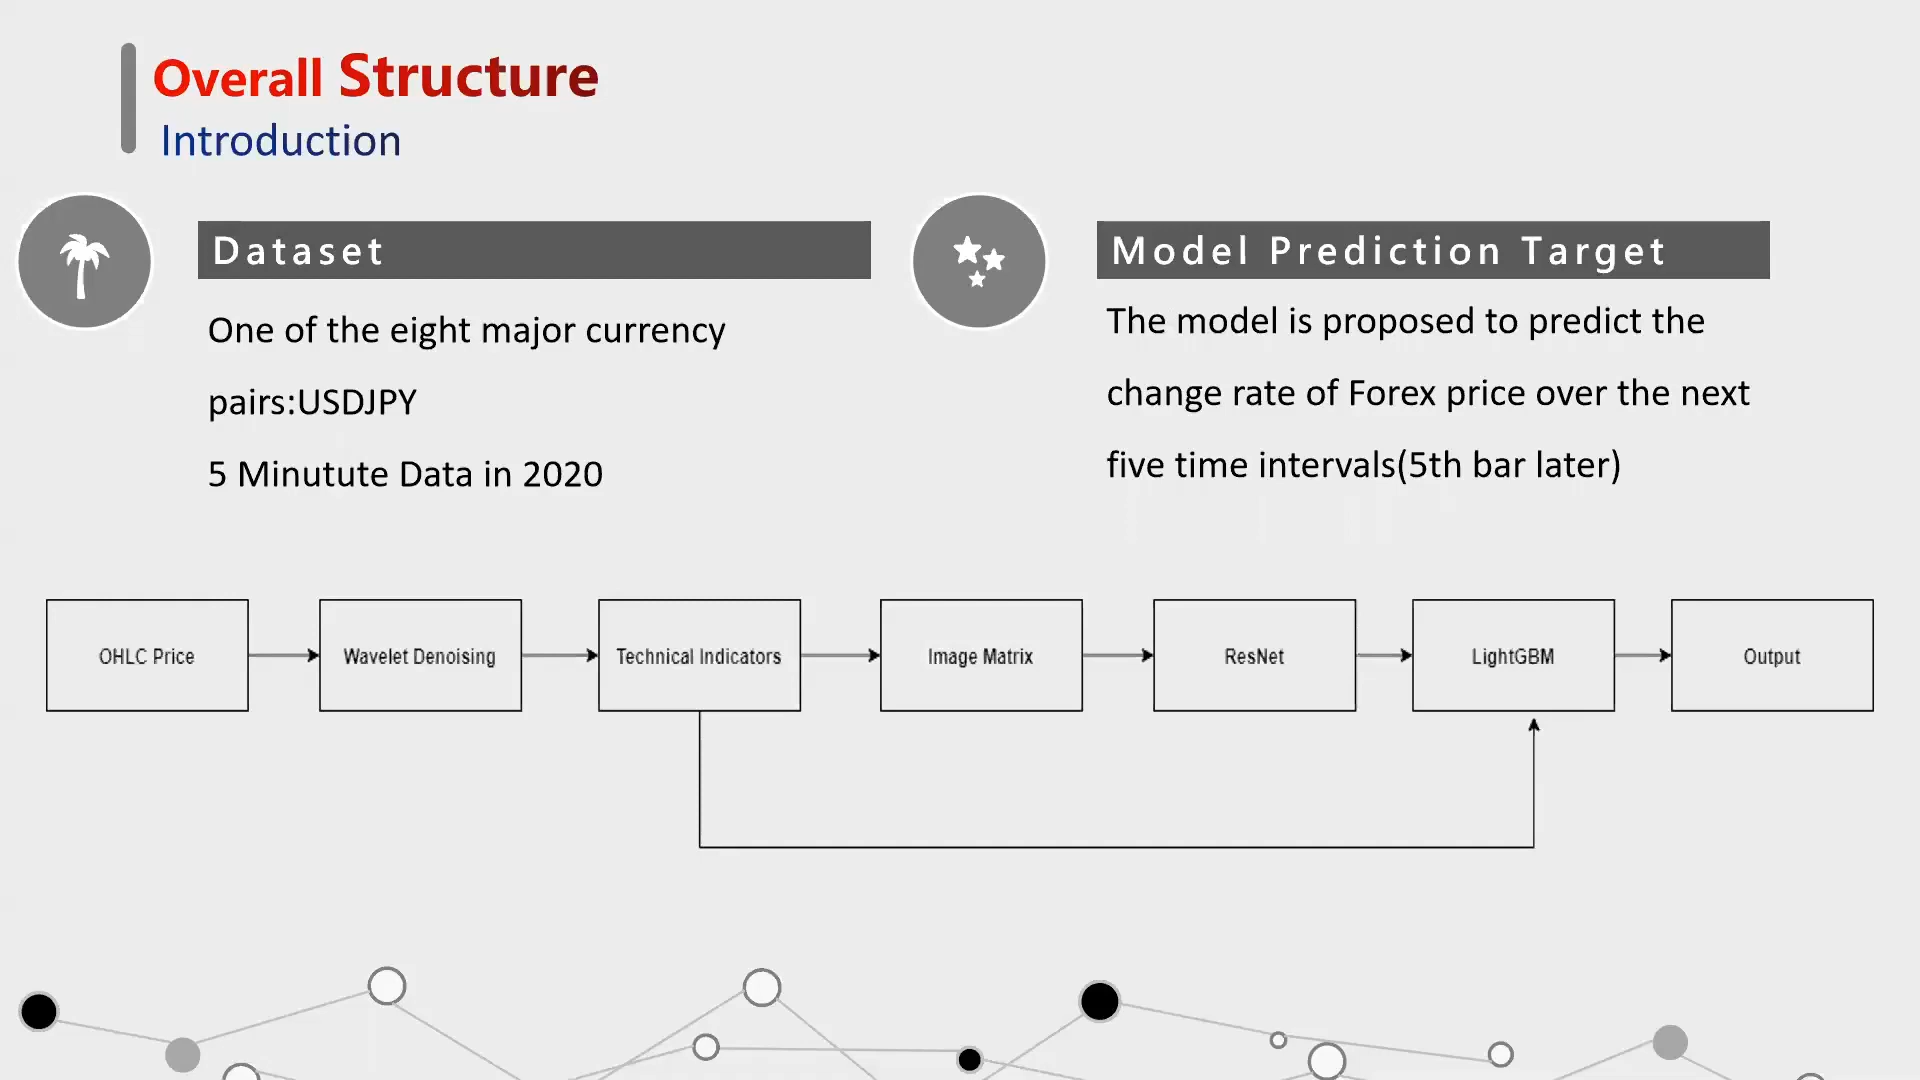 Overall Structure
Introduction
Dataset
One of the eight major currency
pairs:USDJPY
5 Minutute Data in 2020
Model Prediction Target
The model is proposed to predict the
change rate of Forex price over the next
five time intervals(5th bar later)
OHLC Price
Wavelet Denoising
Technical Indicators
Image Matrix
ResNet
LightGBM
Output